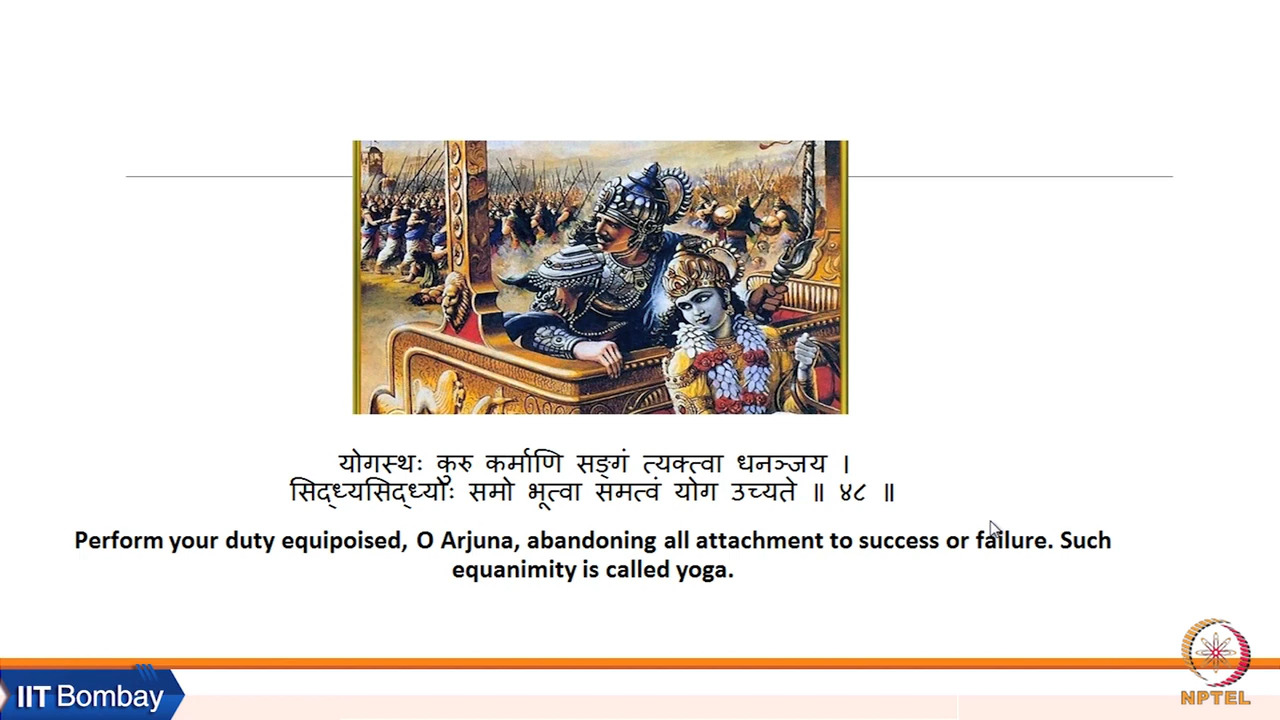 योगस्थः कुरु कर्माणि सङ्गं त्यक्त्वा धनञ्जय ।
सिद्ध्यसिद्ध्योः समो भूत्वा समत्वं योग उच्यते ॥ ४८ ॥
Perform your duty equipoised, O Arjuna, abandoning all attachment to success or failure. Such
equanimity is called yoga.
IIT Bombay
NPTEL